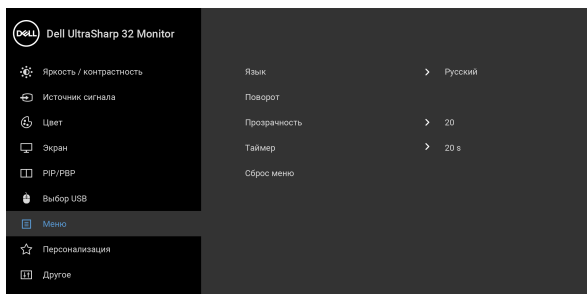 DELL Dell UltraSharp 32 Monitor
Яркость / контрастность
Источник сигнала
Цвет
Экран
PIP/PBP
Выбор USB
Меню
Персонализация
Другое
Язык Русский
Поворот
Прозрачность 20
Таймер 20 s
Сброс меню